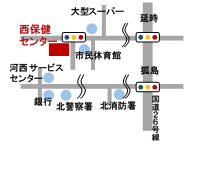 大型スーパー
延時
西保健
センター
市民体育館
河西サービス
センター
狐島
銀行
北警察署
北消防署
国道26号線